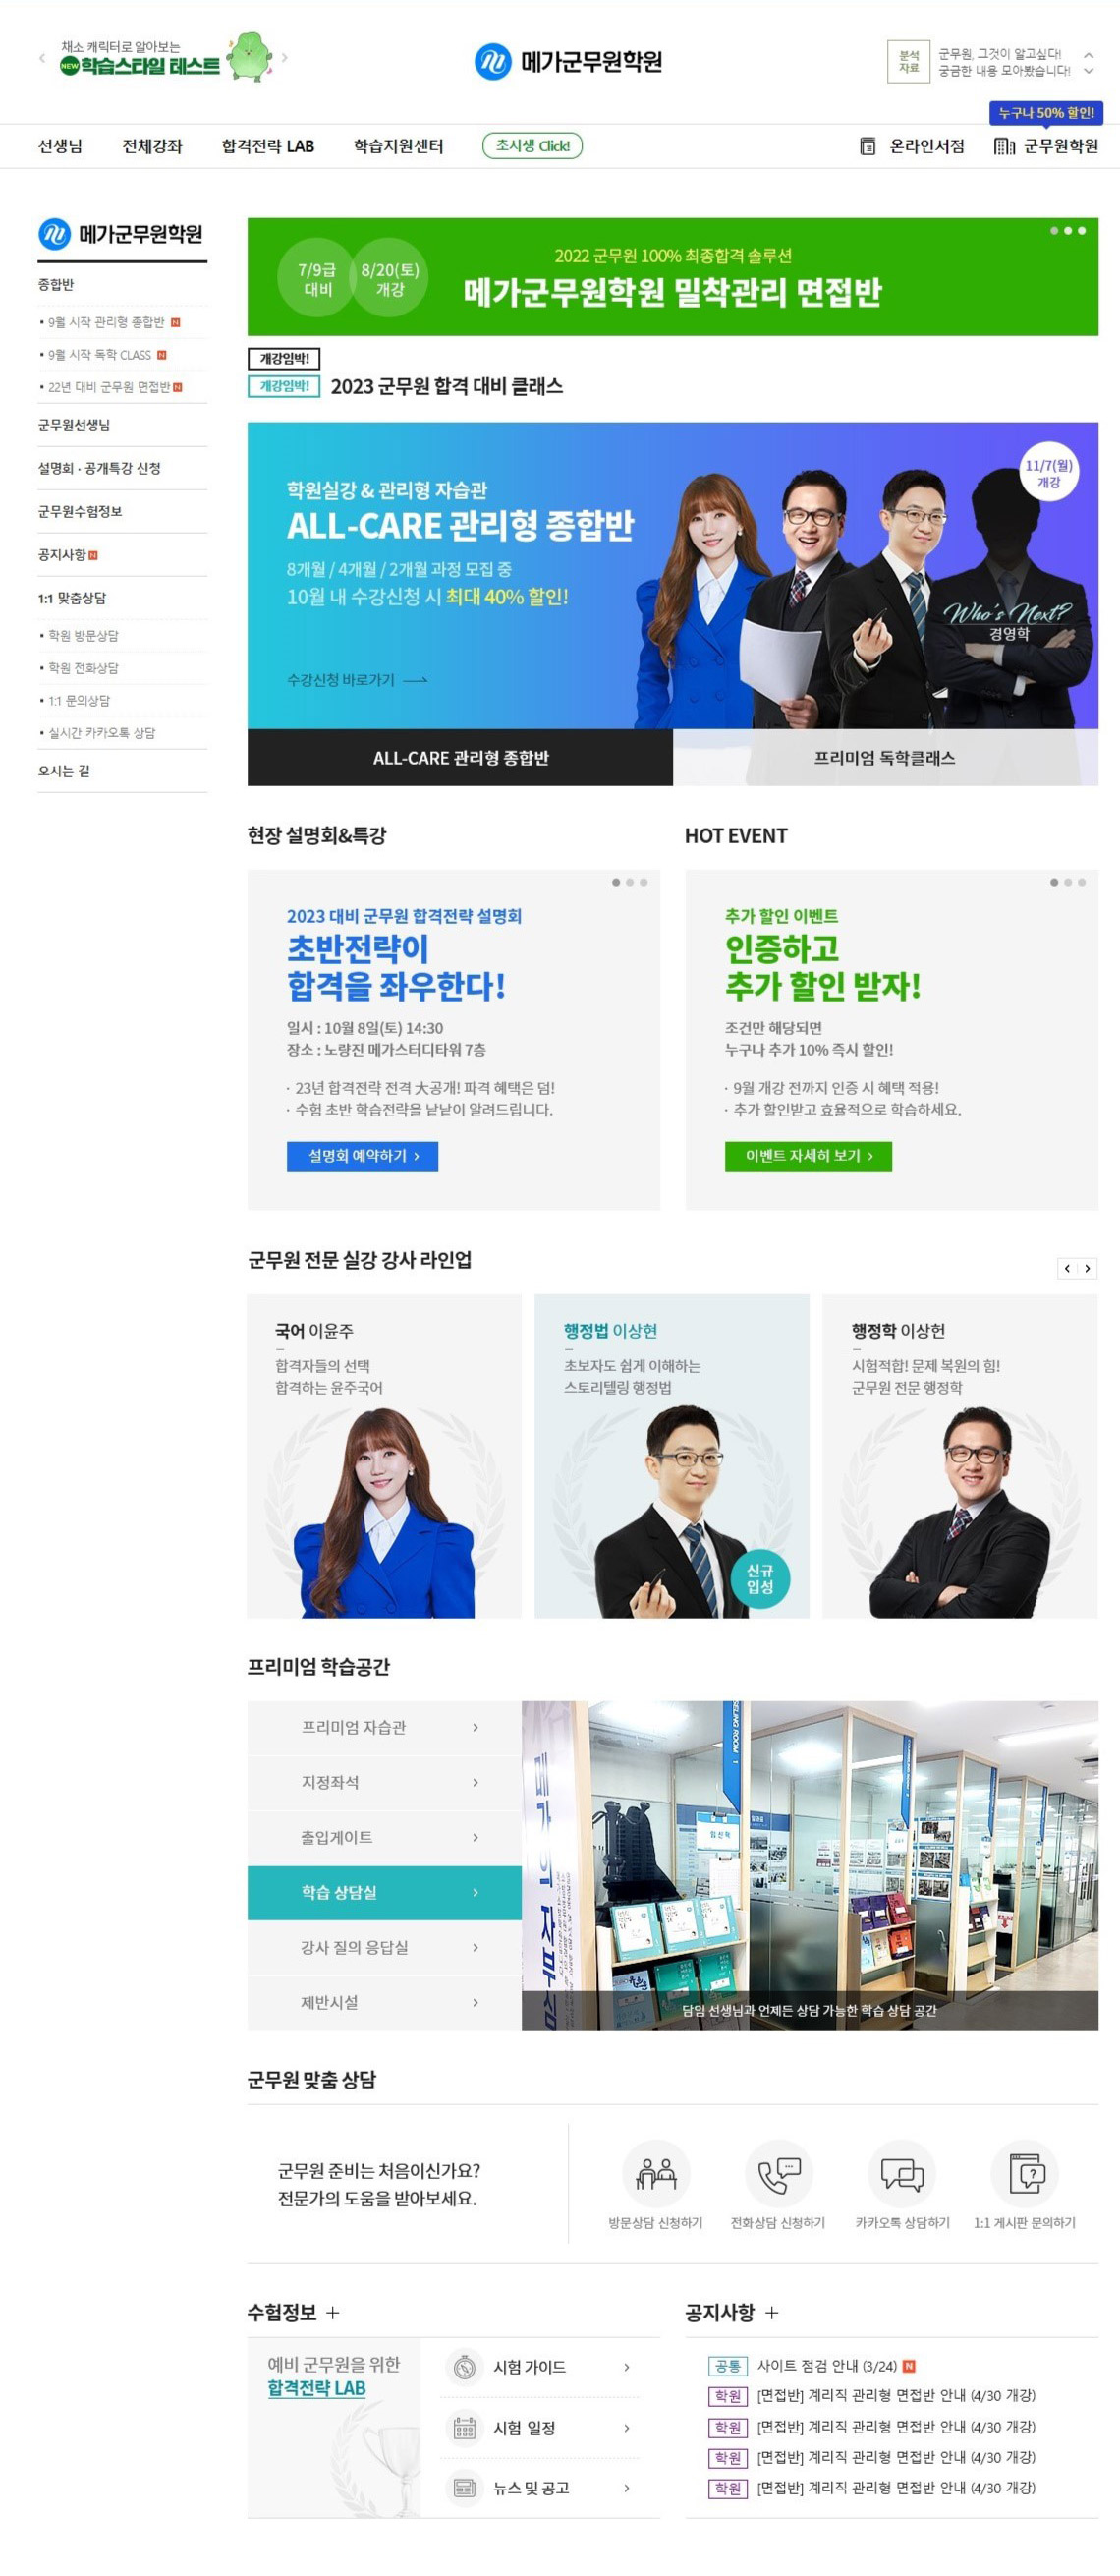 채소 캐릭터로 알아보는
NEW 학습스타일 테스트
메가군무원학원
분석
자료
군무원, 그것이 알고싶다!
궁금한 내용 모아봤습니다!
누구나 50% 할인!
선생님
전체강좌
합격전략 LAB
학습지원센터
초시생 Click!
온라인서점
군무원학원
메가군무원학원
종합반
• 9월 시작 관리형 종합반 N
• 9월 시작 독학 CLASS N
• 22년 대비 군무원 면접반 N
군무원선생님
설명회 · 공개특강 신청
군무원수험정보
공지사항 N
1:1 맞춤상담
• 학원 방문상담
• 학원 전화상담
• 1:1 문의상담
• 실시간 카카오톡 상담
오시는 길
7/9급
대비
8/20(토)
개강
2022 군무원 100% 최종합격 솔루션
메가군무원학원 밀착관리 면접반
개강임박!
개강임박! 2023 군무원 합격 대비 클래스
11/7(월)
개강
학원실강 & 관리형 자습관
ALL-CARE 관리형 종합반
8개월 / 4개월 / 2개월 과정 모집 중
10월 내 수강신청 시 최대 40% 할인!
Who's Next?
경영학
수강신청 바로가기
ALL-CARE 관리형 종합반
프리미엄 독학클래스
현장 설명회&특강
2023 대비 군무원 합격전략 설명회
초반전략이
합격을 좌우한다!
일시 : 10월 8일(토) 14:30
장소 : 노량진 메가스터디타워 7층
· 23년 합격전략 전격 大공개! 파격 혜택은 덤!
· 수험 초반 학습전략을 낱낱이 알려드립니다.
설명회 예약하기 >
HOT EVENT
추가 할인 이벤트
인증하고
추가 할인 받자!
조건만 해당되면
누구나 추가 10% 즉시 할인!
· 9월 개강 전까지 인증 시 혜택 적용!
· 추가 할인받고 효율적으로 학습하세요.
이벤트 자세히 보기 >
군무원 전문 실강 강사 라인업
국어 이윤주
합격자들의 선택
합격하는 윤주국어
행정법 이상현
초보자도 쉽게 이해하는
스토리텔링 행정법
신규
입성
행정학 이상헌
시험적합! 문제 복원의 힘!
군무원 전문 행정학
프리미엄 학습공간
프리미엄 자습관
지정좌석
출입게이트
학습 상담실
강사 질의 응답실
제반시설
메가의 자부심
담임 선생님과 언제든 상담 가능한 학습 상담 공간
군무원 맞춤 상담
군무원 준비는 처음이신가요?
전문가의 도움을 받아보세요.
방문상담 신청하기
전화상담 신청하기
카카오톡 상담하기
1:1 게시판 문의하기
수험정보 +
예비 군무원을 위한
합격전략 LAB
시험 가이드
시험 일정
뉴스 및 공고
공지사항 +
공통 사이트 점검 안내 (3/24) N
학원 [면접반] 계리직 관리형 면접반 안내 (4/30 개강)
학원 [면접반] 계리직 관리형 면접반 안내 (4/30 개강)
학원 [면접반] 계리직 관리형 면접반 안내 (4/30 개강)
학원 [면접반] 계리직 관리형 면접반 안내 (4/30 개강)